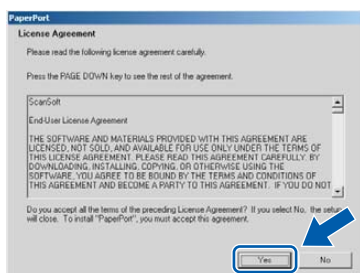 PaperPort
License Agreement
Please read the following license agreement carefully.
Press the PAGE DOWN key to see the rest of the agreement.
ScanSoft
End-User License Agreement
THE SOFTWARE AND MATERIALS PROVIDED WITH THIS AGREEMENT ARE
LICENSED, NOT SOLD, AND AVAILABLE FOR USE ONLY UNDER THE TERMS OF
THIS LICENSE AGREEMENT. PLEASE READ THIS AGREEMENT CAREFULLY. BY
DOWNLOADING, INSTALLING, COPYING, OR OTHERWISE USING THE
SOFTWARE, YOU AGREE TO BE BOUND BY THE TERMS AND CONDITIONS OF
THIS AGREEMENT AND BECOME A PARTY TO THIS AGREEMENT. IF YOU DO NOT
Do you accept all the terms of the preceding License Agreement? If you select No, the setup
will close. To install "PaperPort", you must accept this agreement.
Yes
No